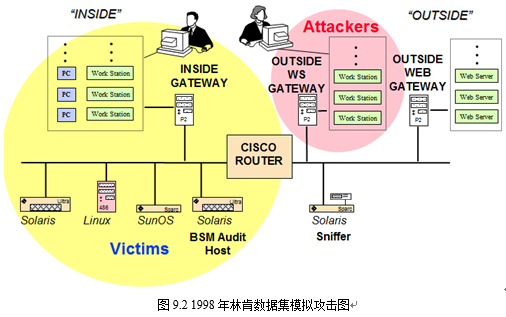 "INSIDE"
Attackers
"OUTSIDE"
PC
Work Station
PC
Work Station
PC
Work Station
INSIDE
GATEWAY
P2
OUTSIDE
WS
GATEWAY
P2
Work Station
Work Station
Work Station
OUTSIDE
WEB
GATEWAY
P2
Web Server
Web Server
Web Server
CISCO
ROUTER
Ultra
Solaris
486
Linux
Sparc
SunOS
Ultra
Solaris
BSM Audit
Host
Sparc
Solaris
Sniffer
Victims
图 9.2 1998 年林肯数据集模拟攻击图